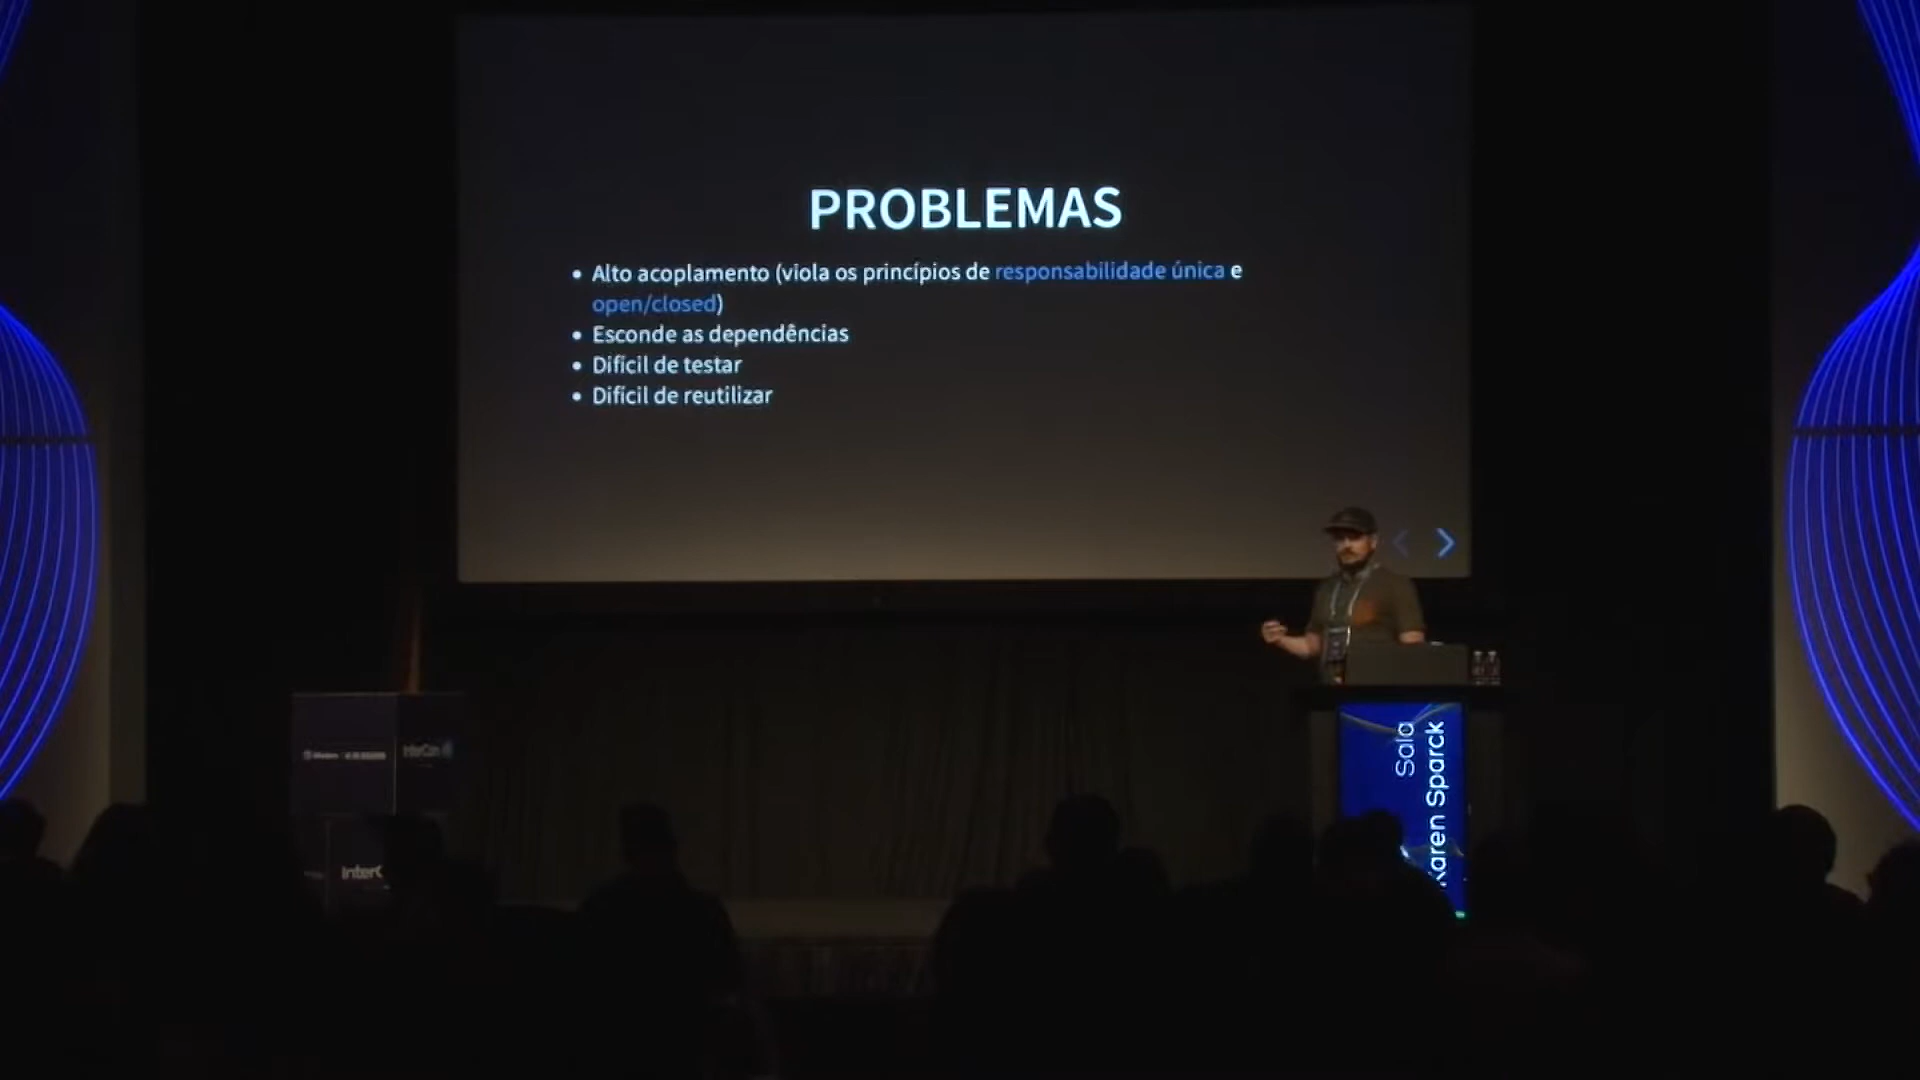 PROBLEMAS
• Alto acoplamento (viola os princípios de responsabilidade única e
open/closed)
• Esconde as dependências
• Difícil de testar
• Difícil de reutilizar
Sala
Karen Sparck
InterC